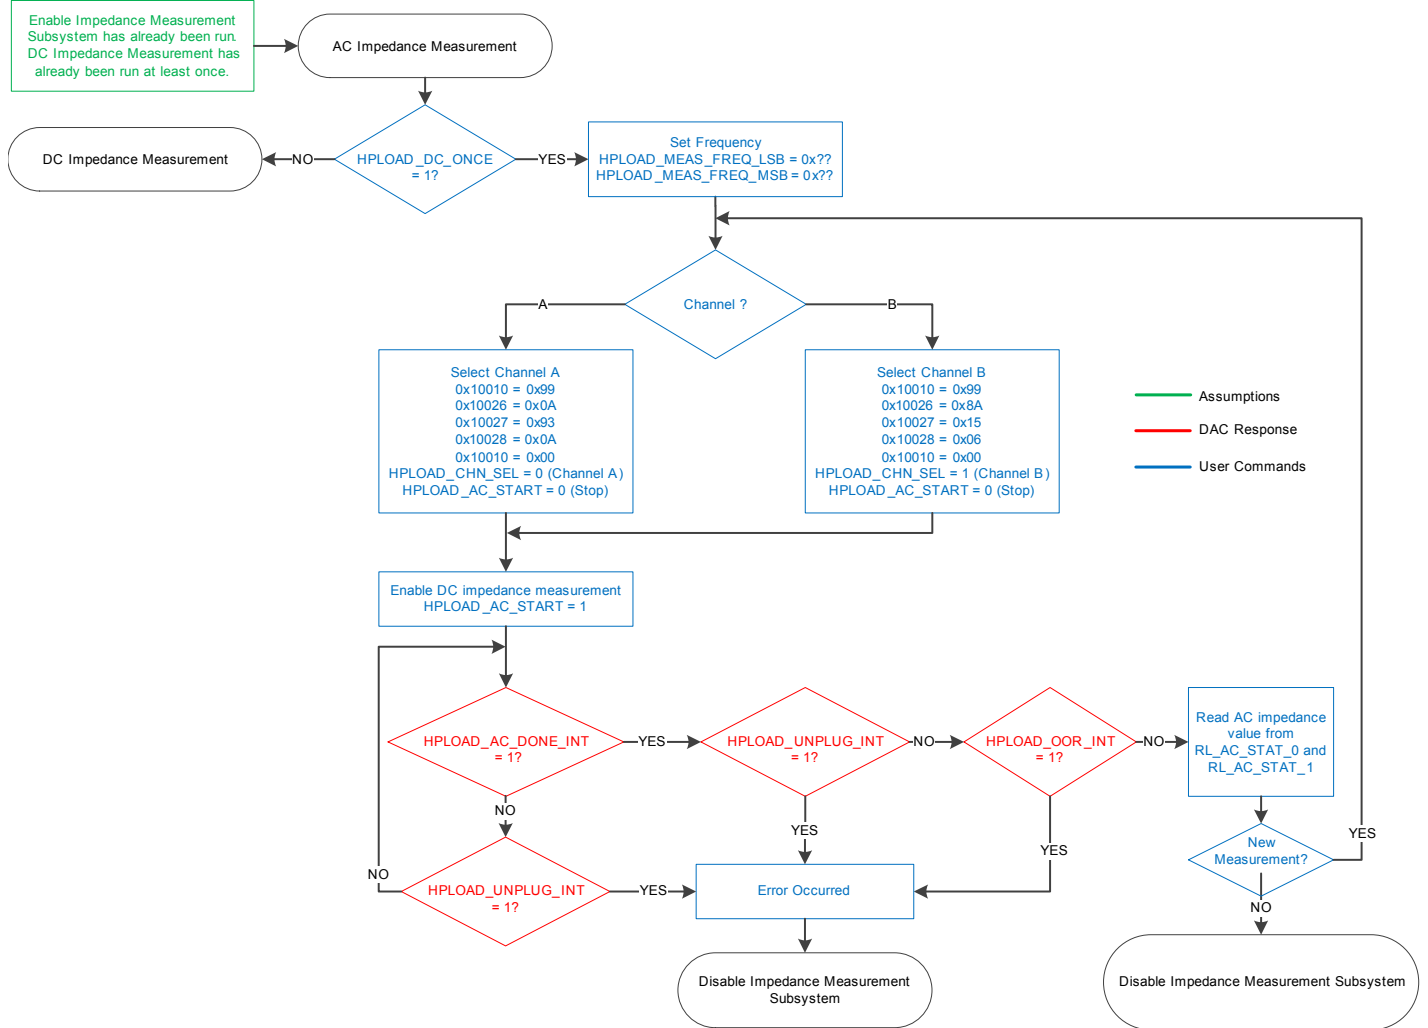 Enable Impedance Measurement
Subsystem has already been run.
DC Impedance Measurement has
already been run at least once.
AC Impedance Measurement
DC Impedance Measurement
NO
HPLOAD_DC_ONCE
= 1?
YES
Set Frequency
HPLOAD_MEAS_FREQ_LSB = 0x??
HPLOAD_MEAS_FREQ_MSB = 0x??
Channel ?
A
B
Select Channel A
0x10010 = 0x99
0x10026 = 0x0A
0x10027 = 0x93
0x10028 = 0x0A
0x10010 = 0x00
HPLOAD_CHN_SEL = 0 (Channel A)
HPLOAD_AC_START = 0 (Stop)
Select Channel B
0x10010 = 0x99
0x10026 = 0x8A
0x10027 = 0x15
0x10028 = 0x06
0x10010 = 0x00
HPLOAD_CHN_SEL = 1 (Channel B)
HPLOAD_AC_START = 0 (Stop)
Assumptions
DAC Response
User Commands
Enable DC impedance measurement
HPLOAD_AC_START = 1
HPLOAD_AC_DONE_INT
= 1?
YES
HPLOAD_UNPLUG_INT
= 1?
NO
HPLOAD_OOR_INT
= 1?
NO
Read AC impedance
value from
RL_AC_STAT_0 and
RL_AC_STAT_1
NO
YES
YES
YES
New
Measurement?
NO
HPLOAD_UNPLUG_INT
= 1?
YES
Error Occurred
NO
Disable Impedance Measurement
Subsystem
Disable Impedance Measurement Subsystem